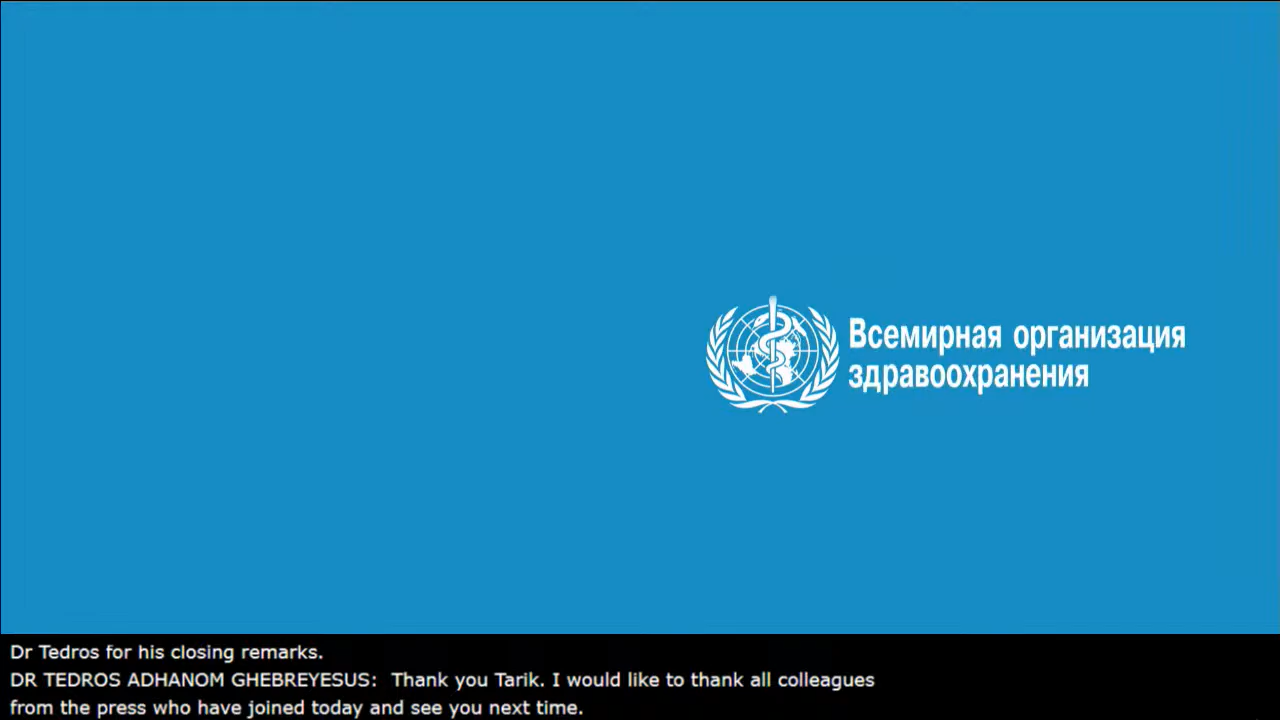 Всемирная организация
здравоохранения
Dr Tedros for his closing remarks.
DR TEDROS ADHANOM GHEBREYESUS:  Thank you Tarik. I would like to thank all colleagues
from the press who have joined today and see you next time.